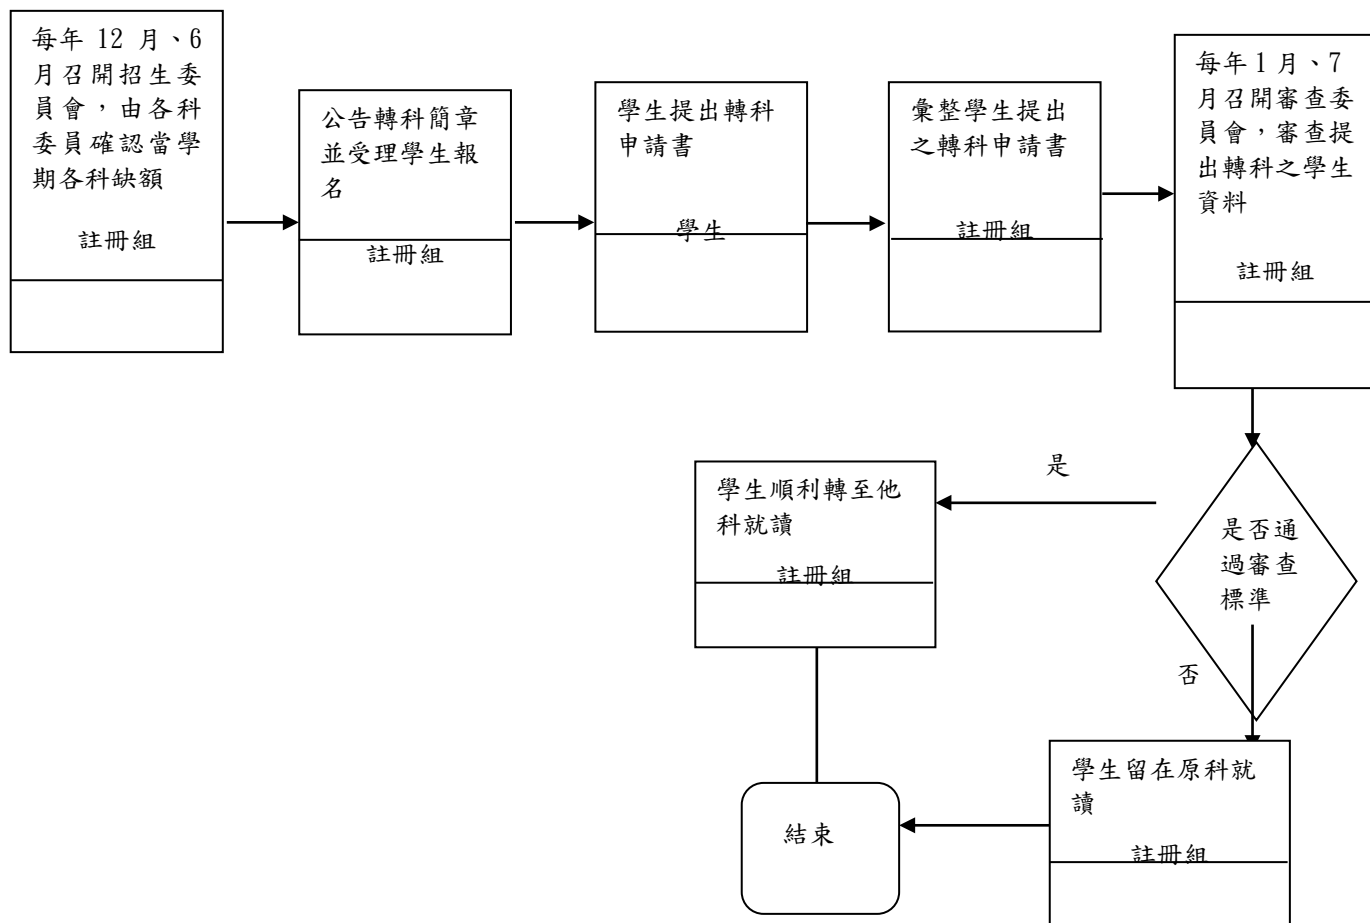 每年 12 月、6
月召開招生委
員會，由各科
委員確認當學
期各科缺額
註冊組
公告轉科簡章
並受理學生報
名
註冊組
學生提出轉科
申請書
學生
彙整學生提出
之轉科申請書
註冊組
每年1月、7
月召開審查委
員會，審查提
出轉科之學生
資料
註冊組
是否通
過審查
標準
是
學生順利轉至他
科就讀
註冊組
否
學生留在原科就
讀
註冊組
結束